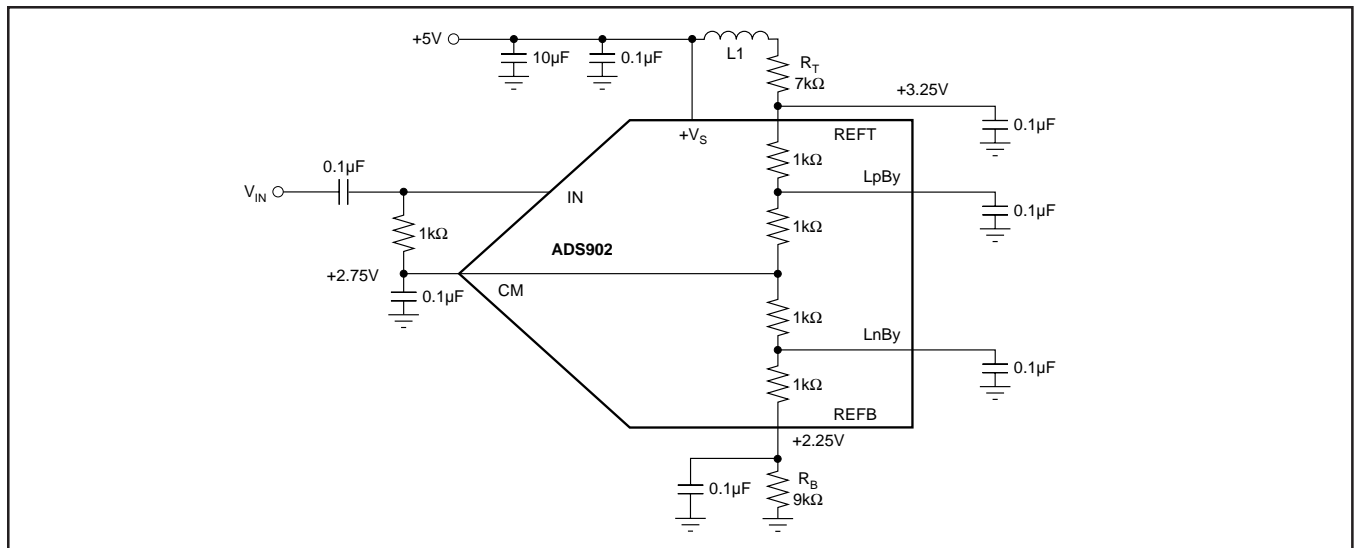 +5V
10µF
0.1µF
L1
R_T
7kΩ
+3.25V
0.1µF
+V_S
REFT
0.1µF
1kΩ
V_IN
IN
LpBy
0.1µF
1kΩ
1kΩ
ADS902
+2.75V
CM
0.1µF
1kΩ
LnBy
0.1µF
1kΩ
REFB
+2.25V
0.1µF
R_B
9kΩ